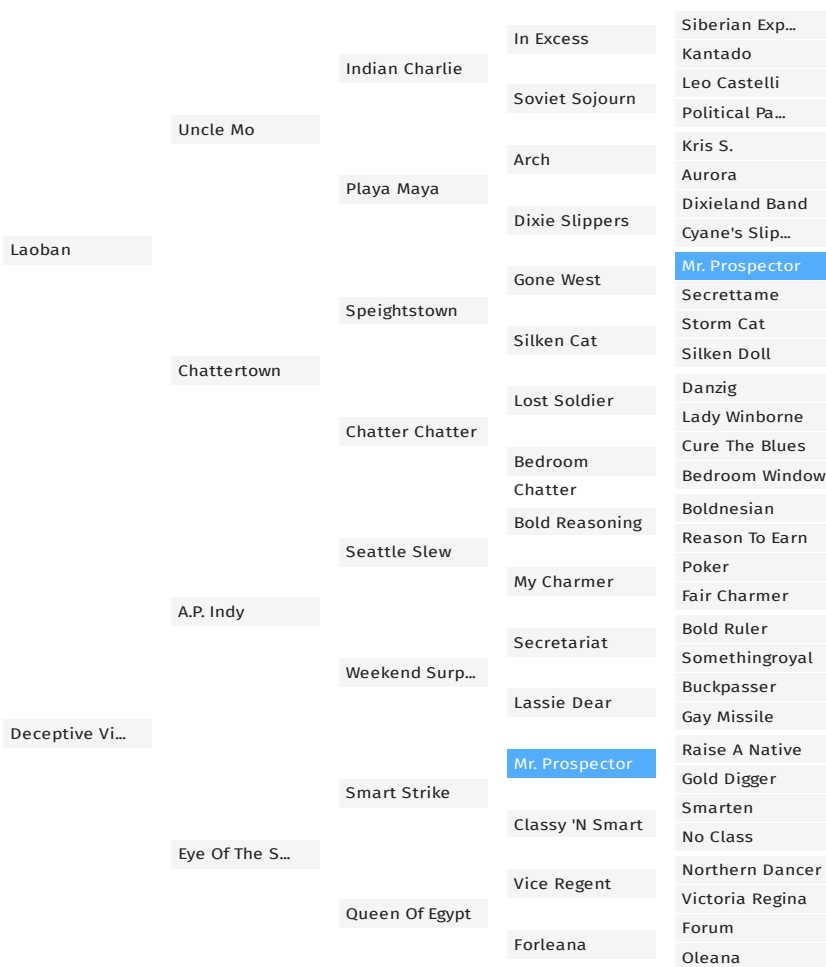 Siberian Exp...
In Excess
Kantado
Indian Charlie
Leo Castelli
Soviet Sojourn
Political Pa...
Uncle Mo
Kris S.
Arch
Aurora
Playa Maya
Dixieland Band
Dixie Slippers
Cyane's Slip...
Laoban
Mr. Prospector
Gone West
Secrettame
Speightstown
Storm Cat
Silken Cat
Silken Doll
Chattertown
Danzig
Lost Soldier
Lady Winborne
Chatter Chatter
Cure The Blues
Bedroom
Chatter
Bedroom Window
Boldnesian
Bold Reasoning
Reason To Earn
Seattle Slew
Poker
My Charmer
Fair Charmer
A.P. Indy
Bold Ruler
Secretariat
Somethingroyal
Weekend Surp...
Buckpasser
Lassie Dear
Gay Missile
Deceptive Vi...
Raise A Native
Mr. Prospector
Gold Digger
Smart Strike
Smarten
Classy 'N Smart
No Class
Eye Of The S...
Northern Dancer
Vice Regent
Victoria Regina
Queen Of Egypt
Forum
Forleana
Oleana